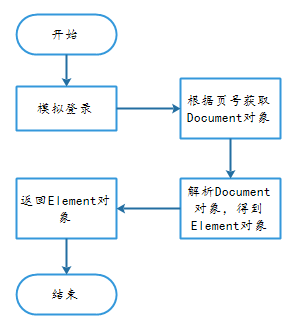 开始
模拟登录
根据页号获取
Document对象
解析Document
对象，得到
Element对象
返回Element对
象
结束